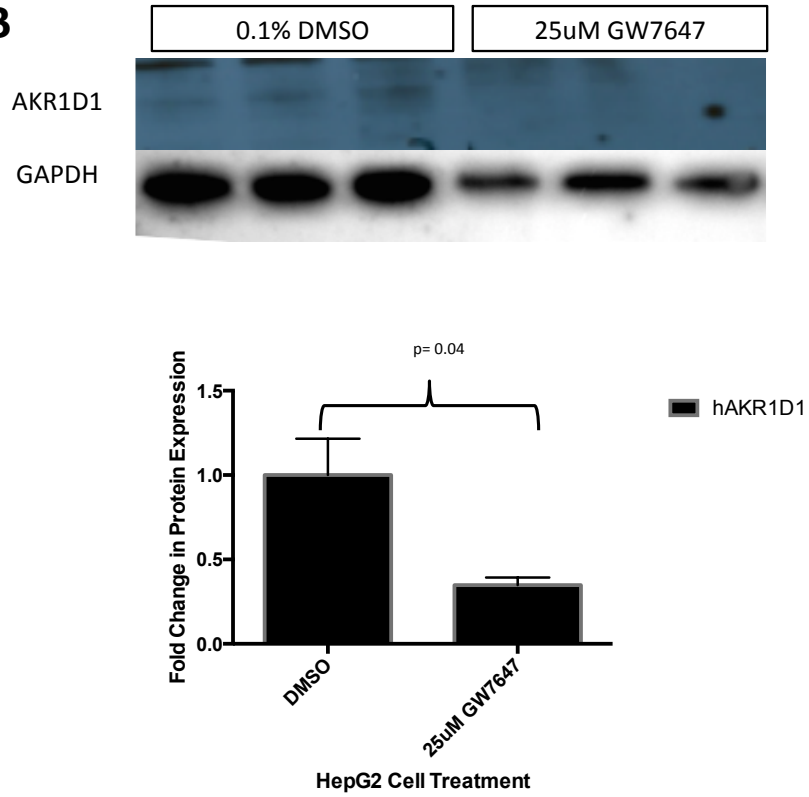 B
0.1% DMSO
25uM GW7647
AKR1D1
GAPDH
p= 0.04
Fold Change in Protein Expression
1.5
1.0
0.5
0.0
hAKR1D1
DMSO
25uM GW7647
HepG2 Cell Treatment